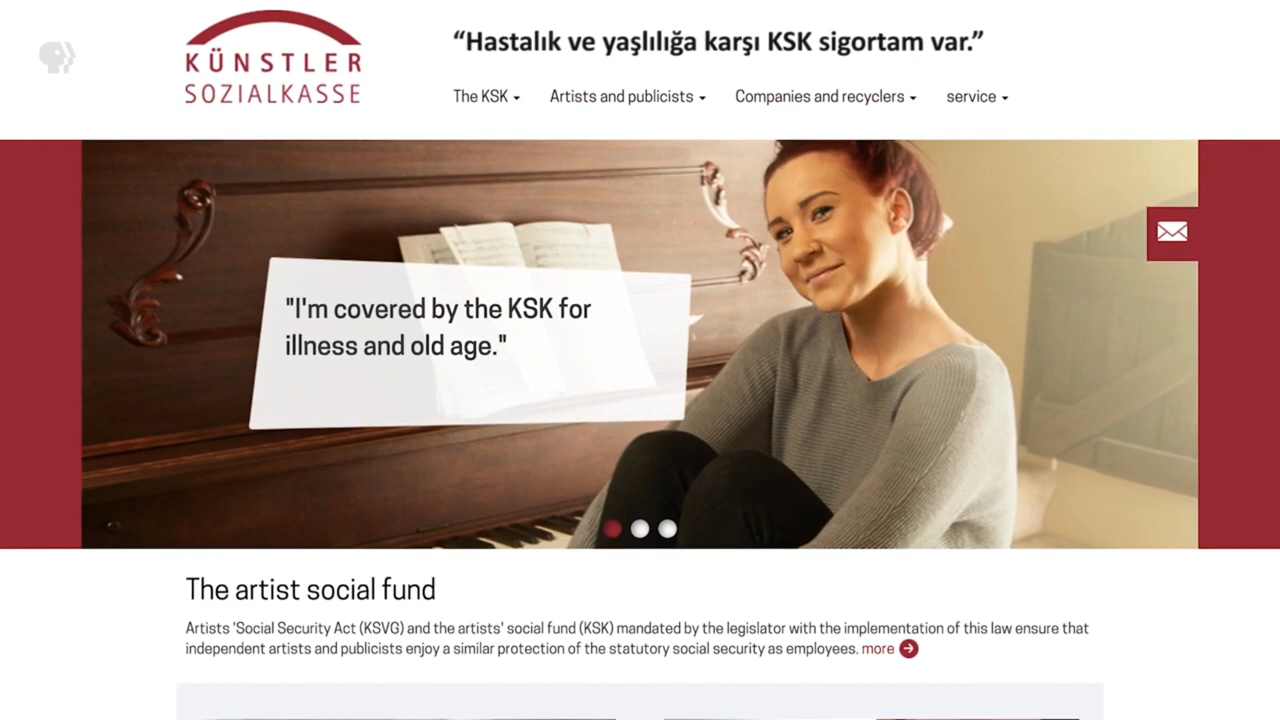 KÜNSTLER
SOZIALKASSE
“Hastalık ve yaşlılığa karşı KSK sigortam var.”
The KSK
Artists and publicists
Companies and recyclers
service
"I'm covered by the KSK for
illness and old age."
The artist social fund
Artists 'Social Security Act (KSVG) and the artists' social fund (KSK) mandated by the legislator with the implementation of this law ensure that
independent artists and publicists enjoy a similar protection of the statutory social security as employees. more